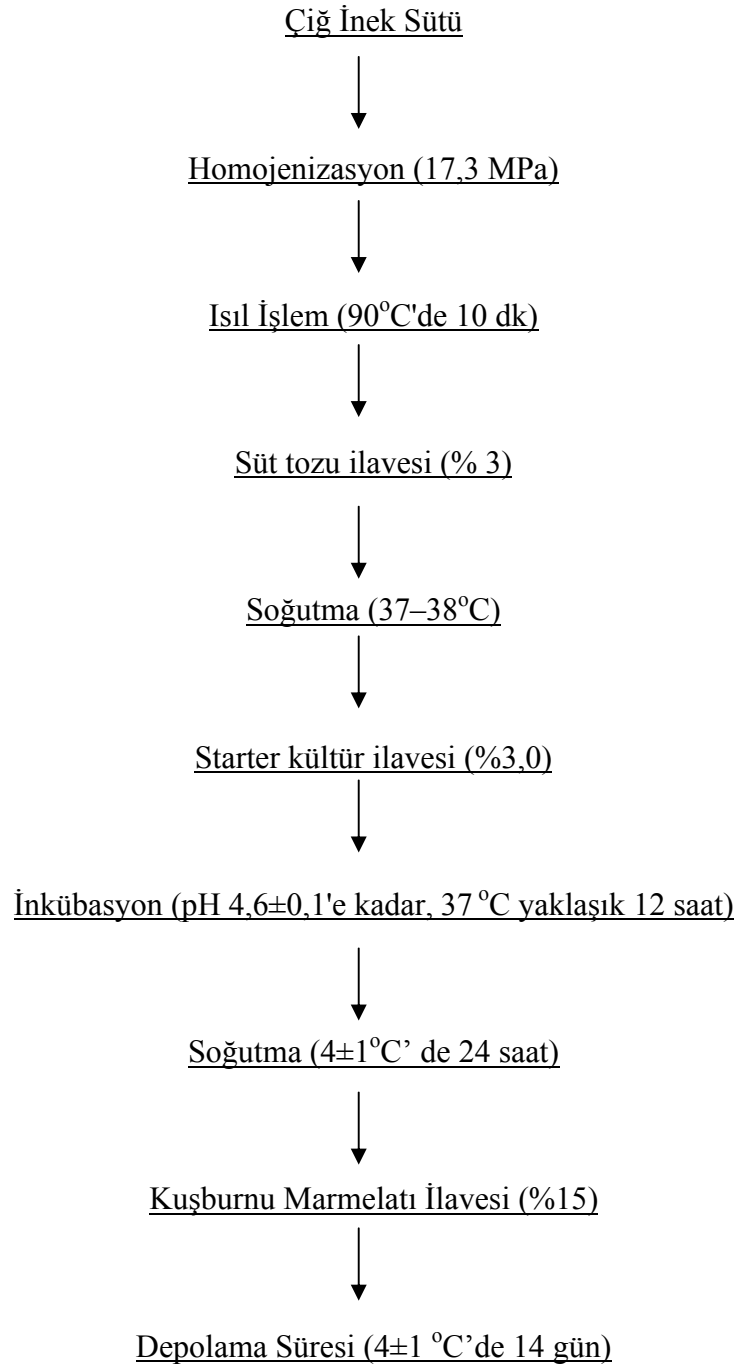 Çiğ İnek Sütü
Homojenizasyon (17,3 MPa)
Isıl İşlem (90°C'de 10 dk)
Süt tozu ilavesi (% 3)
Soğutma (37–38°C)
Starter kültür ilavesi (%3,0)
İnkübasyon (pH 4,6±0,1'e kadar, 37 °C yaklaşık 12 saat)
Soğutma (4±1°C’ de 24 saat)
Kuşburnu Marmelatı İlavesi (%15)
Depolama Süresi (4±1 °C’de 14 gün)